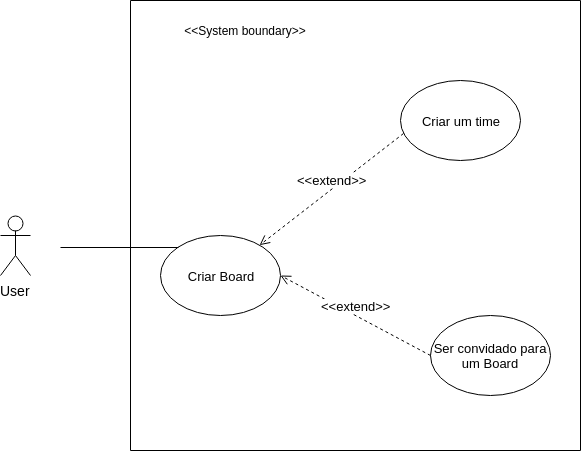 <<System boundary>>
Criar um time
<<extend>>
Criar Board
User
<<extend>>
Ser convidado para
um Board